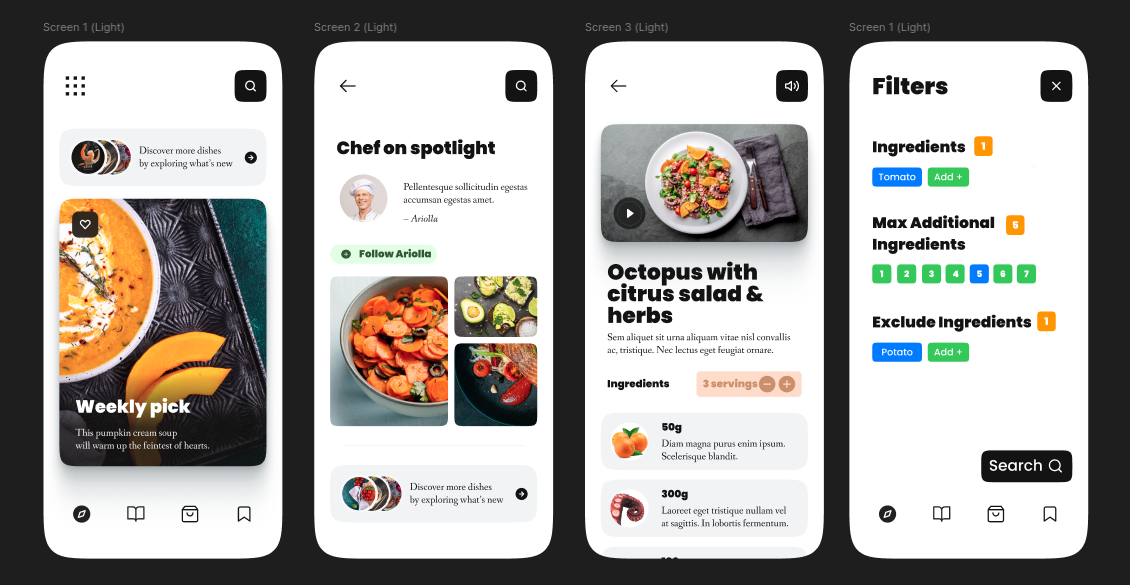 Screen 1 (Light)
Discover more dishes
by exploring what's new
Weekly pick
This pumpkin cream soup
will warm up the feintest of hearts.
Screen 2 (Light)
Chef on spotlight
Pellentesque sollicitudin egestas
accumsan egestas amet.
– Ariolla
Follow Ariolla
Discover more dishes
by exploring what's new
Screen 3 (Light)
Octopus with
citrus salad &
herbs
Sem aliquet sit urna aliquam vitae nisl convallis
ac, tristique. Nec lectus eget feugiat ornare.
Ingredients
3 servings
50g
Diam magna purus enim ipsum.
Scelerisque blandit.
300g
Laoreet eget tristique nullam vel
at sagittis. In lobortis fermentum.
Screen 1 (Light)
Filters
Ingredients 1
Tomato Add +
Max Additional 5
Ingredients
1 2 3 4 5 6 7
Exclude Ingredients 1
Potato Add +
Search